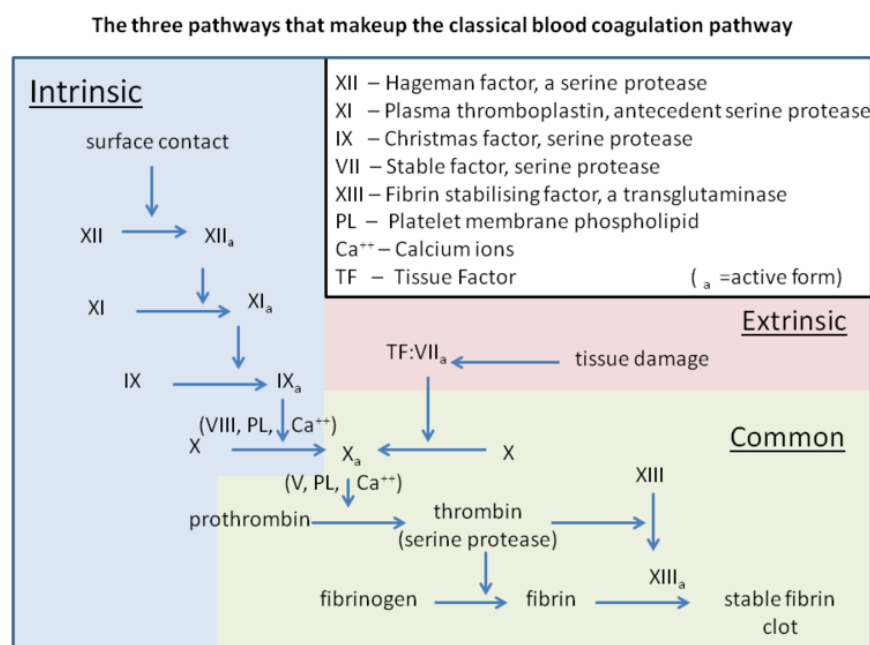 The three pathways that makeup the classical blood coagulation pathway
Intrinsic
surface contact
XII
XIIₐ
XI
XIₐ
IX
IXₐ
(VIII, PL, Ca⁺⁺)
X
XII – Hageman factor, a serine protease
XI – Plasma thromboplastin, antecedent serine protease
IX – Christmas factor, serine protease
VII – Stable factor, serine protease
XIII – Fibrin stabilising factor, a transglutaminase
PL – Platelet membrane phospholipid
Ca⁺⁺ – Calcium ions
TF – Tissue Factor ( ₐ =active form)
Extrinsic
TF:VIIₐ
tissue damage
Common
Xₐ
X
(V, PL, Ca⁺⁺)
XIII
prothrombin
thrombin
(serine protease)
XIIIₐ
fibrinogen
fibrin
stable fibrin
clot